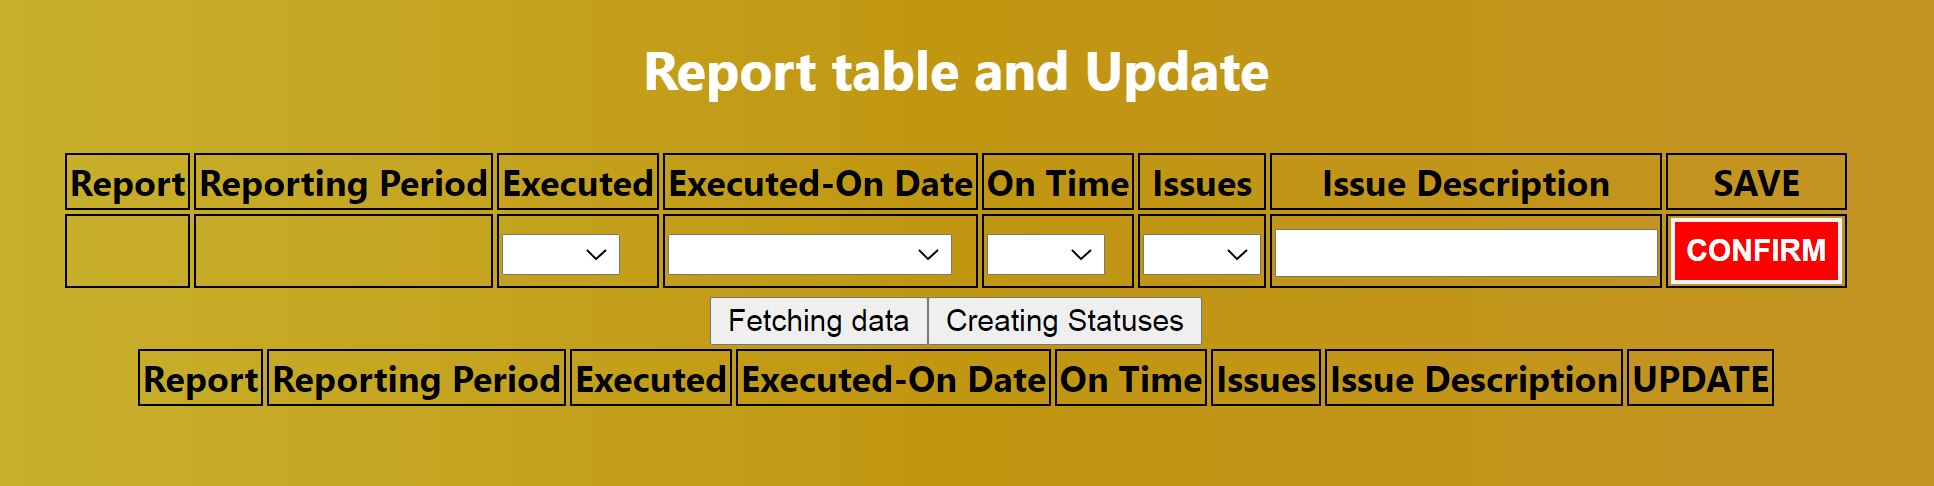 Report table and Update
Report Reporting Period Executed Executed-On Date On Time Issues Issue Description SAVE
CONFIRM
Fetching data Creating Statuses
Report Reporting Period Executed Executed-On Date On Time Issues Issue Description UPDATE